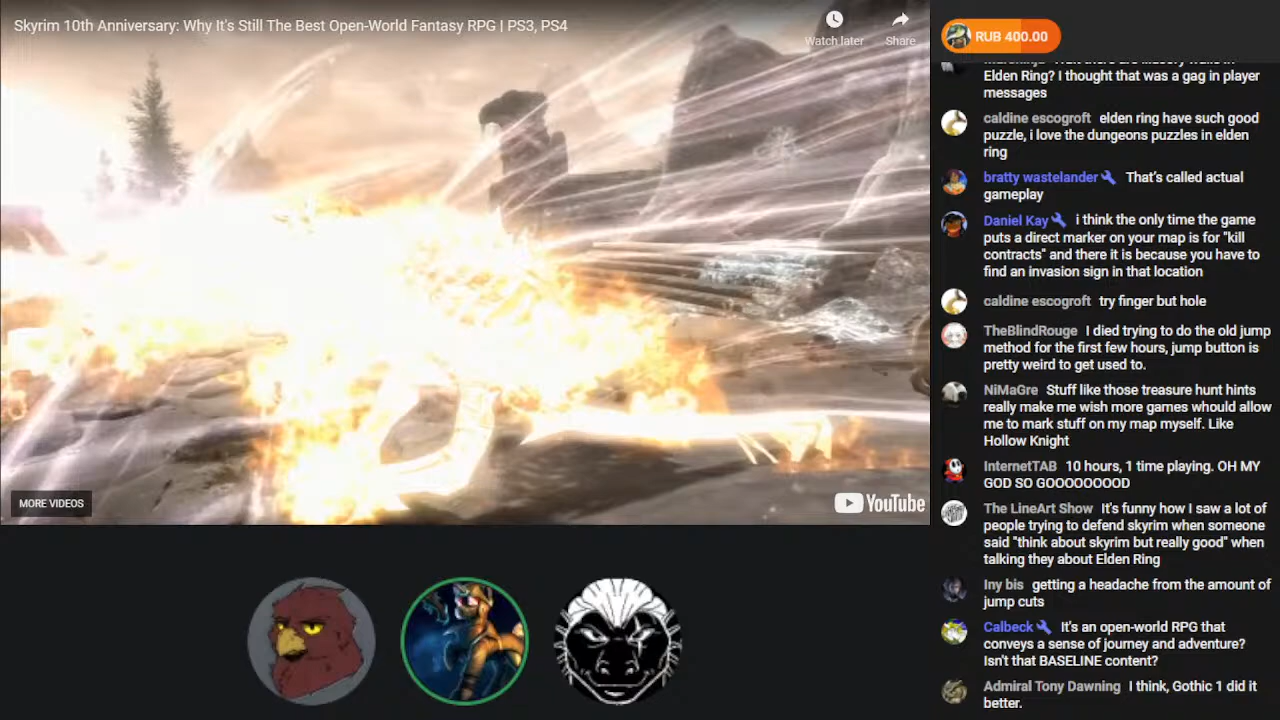 Skyrim 10th Anniversary: Why It's Still The Best Open-World Fantasy RPG | PS3, PS4
Watch later
Share
MORE VIDEOS
YouTube
RUB 400.00
Elden Ring? I thought that was a gag in player
messages
caldine escogroft elden ring have such good
puzzle, i love the dungeons puzzles in elden
ring
bratty wastelander That's called actual
gameplay
Daniel Kay i think the only time the game
puts a direct marker on your map is for "kill
contracts" and there it is because you have to
find an invasion sign in that location
caldine escogroft try finger but hole
TheBlindRouge I died trying to do the old jump
method for the first few hours, jump button is
pretty weird to get used to.
NiMaGre Stuff like those treasure hunt hints
really make me wish more games whould allow
me to mark stuff on my map myself. Like
Hollow Knight
InternetTAB 10 hours, 1 time playing. OH MY
GOD SO GOOOOOOOOD
The LineArt Show It's funny how I saw a lot of
people trying to defend skyrim when someone
said "think about skyrim but really good" when
talking they about Elden Ring
Iny bis getting a headache from the amount of
jump cuts
Calbeck It's an open-world RPG that
conveys a sense of journey and adventure?
Isn't that BASELINE content?
Admiral Tony Dawning I think, Gothic 1 did it
better.